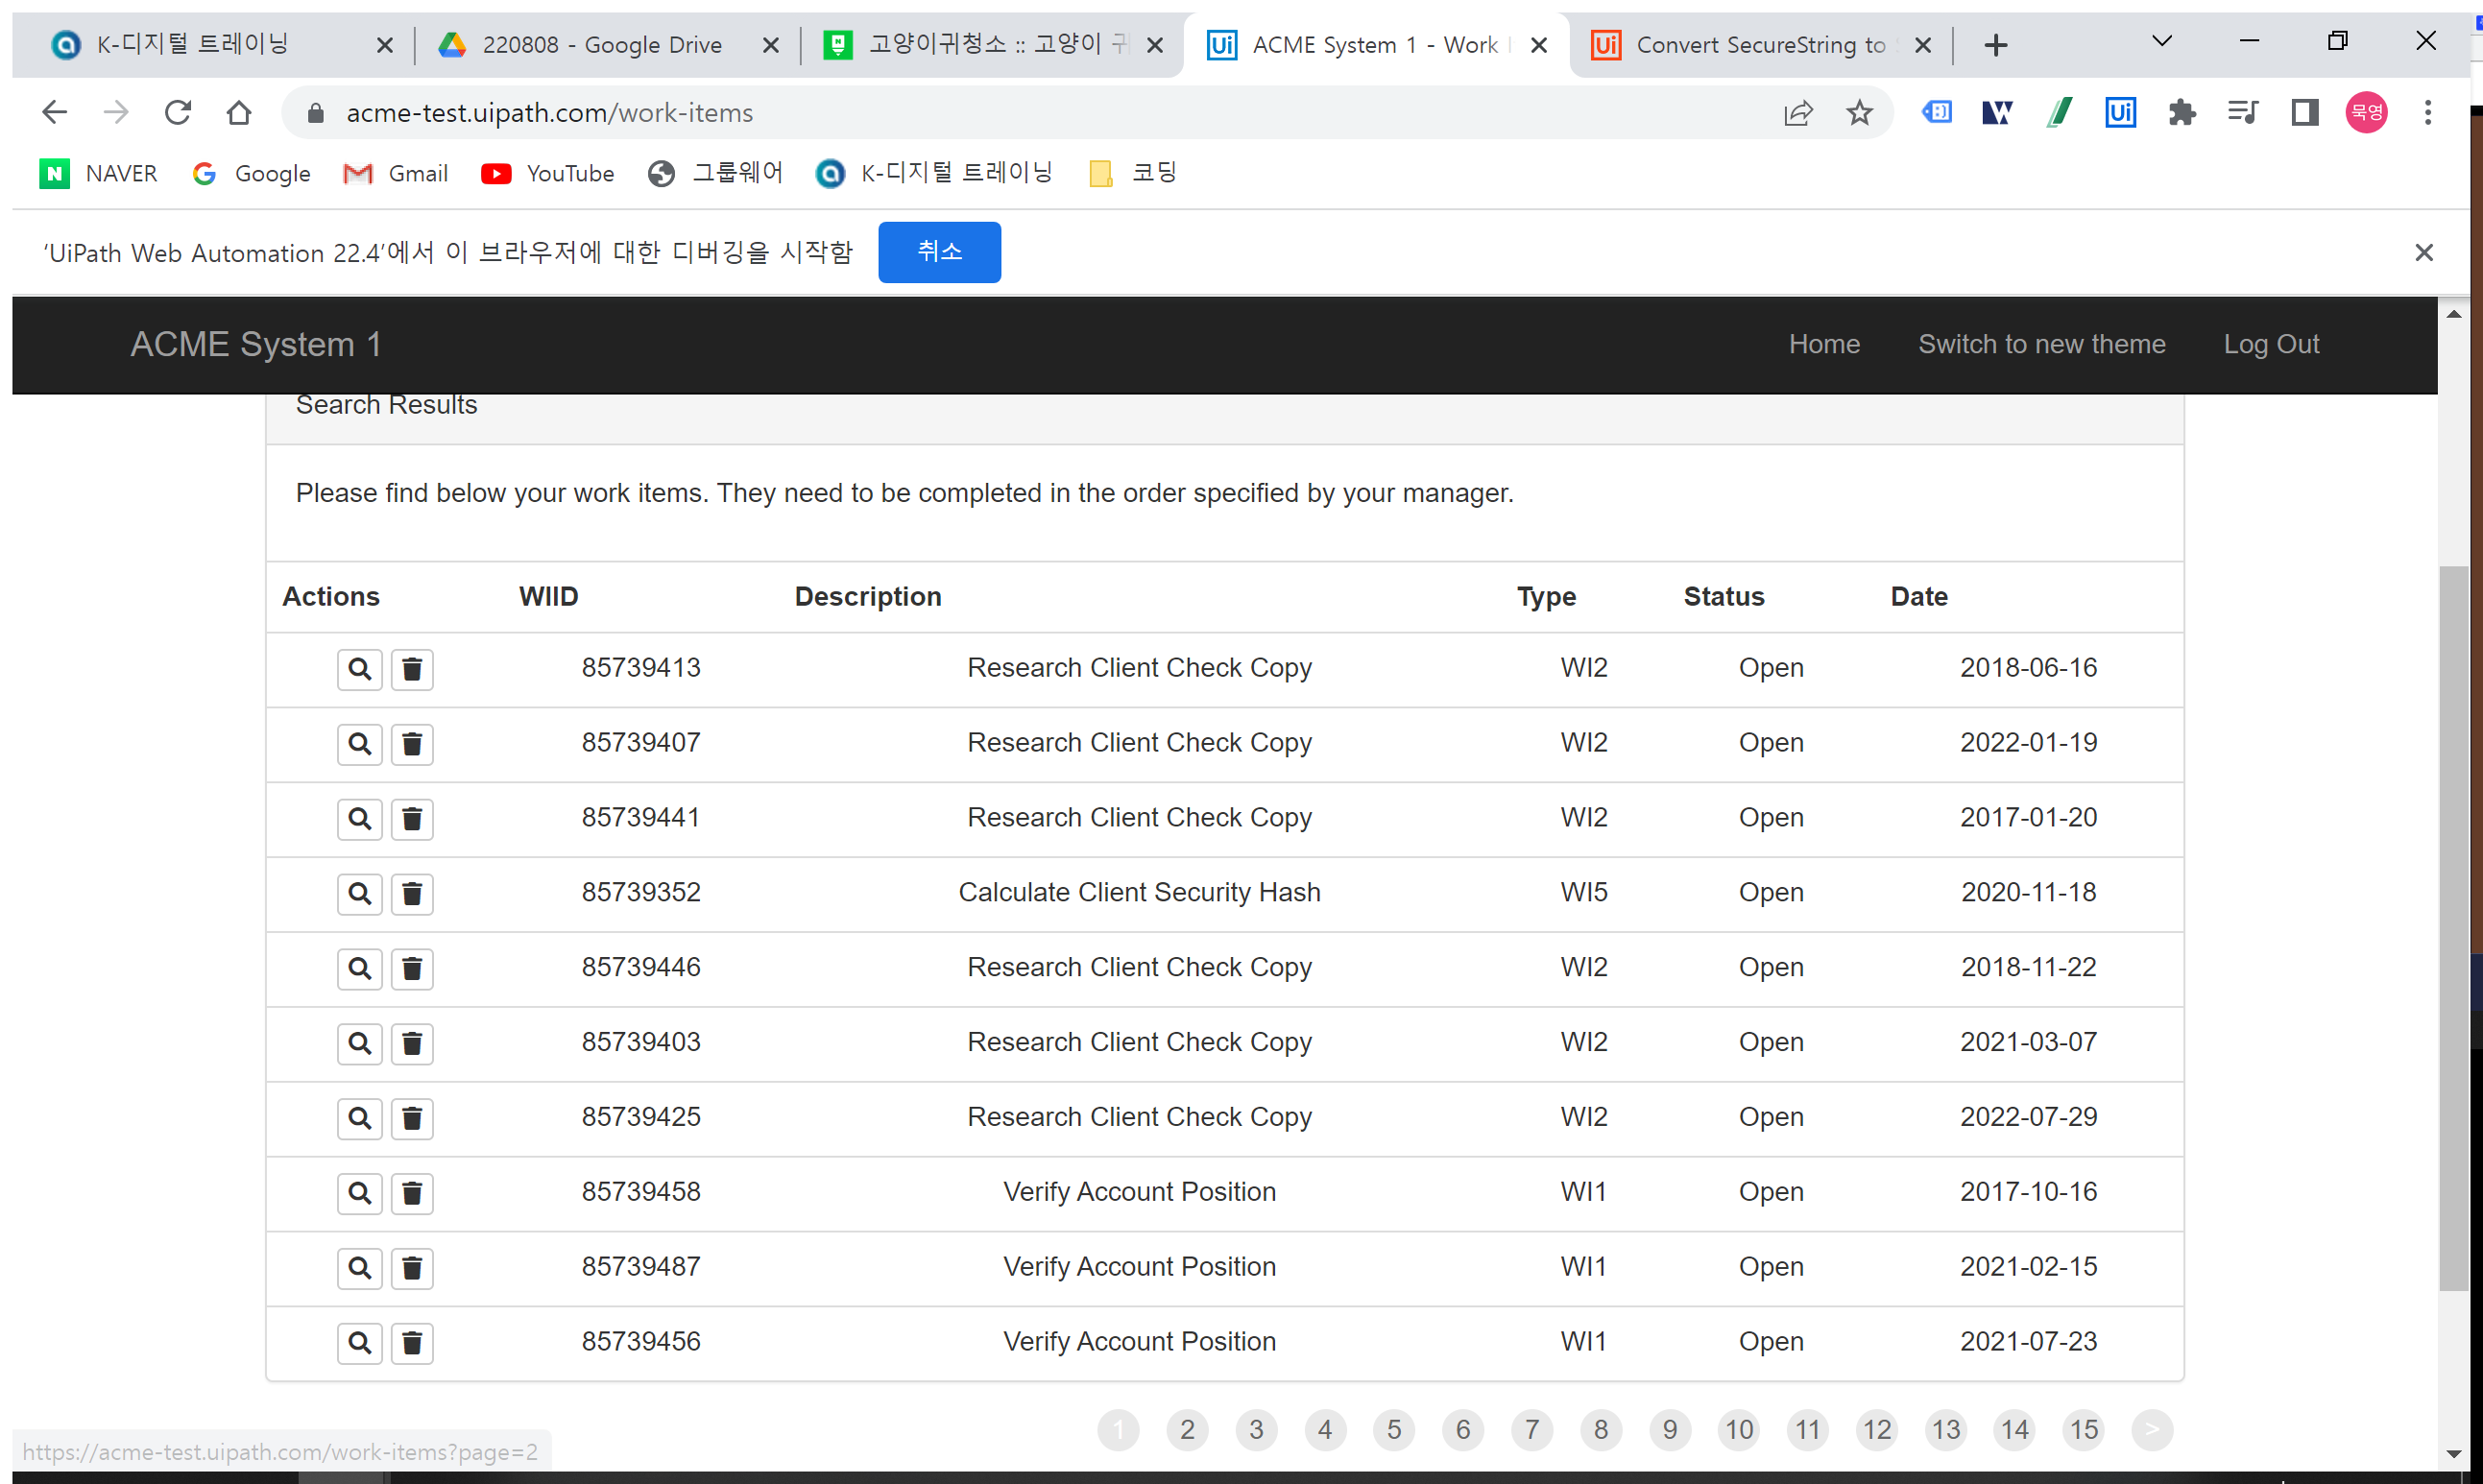 K-디지털 트레이닝
220808 - Google Drive
고양이귀청소 :: 고양이
ACME System 1 - Work
Convert SecureString to
acme-test.uipath.com/work-items
묵영
NAVER Google Gmail YouTube 그룹웨어 K-디지털 트레이닝 코딩
'UiPath Web Automation 22.4'에서 이 브라우저에 대한 디버깅을 시작함 취소
ACME System 1 Home Switch to new theme Log Out
Search Results
Please find below your work items. They need to be completed in the order specified by your manager.
Actions WIID Description Type Status Date
85739413 Research Client Check Copy WI2 Open 2018-06-16
85739407 Research Client Check Copy WI2 Open 2022-01-19
85739441 Research Client Check Copy WI2 Open 2017-01-20
85739352 Calculate Client Security Hash WI5 Open 2020-11-18
85739446 Research Client Check Copy WI2 Open 2018-11-22
85739403 Research Client Check Copy WI2 Open 2021-03-07
85739425 Research Client Check Copy WI2 Open 2022-07-29
85739458 Verify Account Position WI1 Open 2017-10-16
85739487 Verify Account Position WI1 Open 2021-02-15
85739456 Verify Account Position WI1 Open 2021-07-23
1 2 3 4 5 6 7 8 9 10 11 12 13 14 15 >
https://acme-test.uipath.com/work-items?page=2